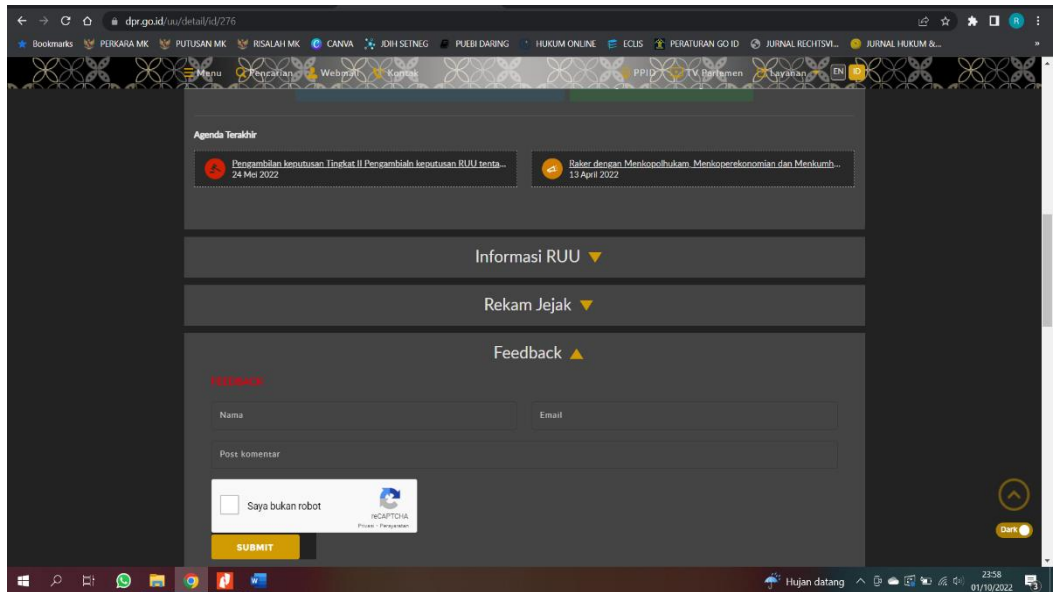 dpr.go.id/uu/detail/id/276
Bookmarks PERKARA MK PUTUSAN MK RISALAH MK CANVA JDIH SETNEG PUEBI DARING HUKUM ONLINE ECLIS PERATURAN GO ID JURNAL RECHTSVI... JURNAL HUKUM &... »
Menu Pencarian Webmail Kontak PPID TV Parlemen Layanan EN ID
Agenda Terakhir
Pengambilan keputusan Tingkat II Pengambialn keputusan RUU tenta...
24 Mei 2022
Raker dengan Menkopolhukam, Menkoperekonomian dan Menkumh...
13 April 2022
Informasi RUU
Rekam Jejak
Feedback
FEEDBACK
Nama Email
Post komentar
Saya bukan robot
reCAPTCHA
Privasi - Persyaratan
SUBMIT
Dark
Hujan datang
23:58
01/10/2022